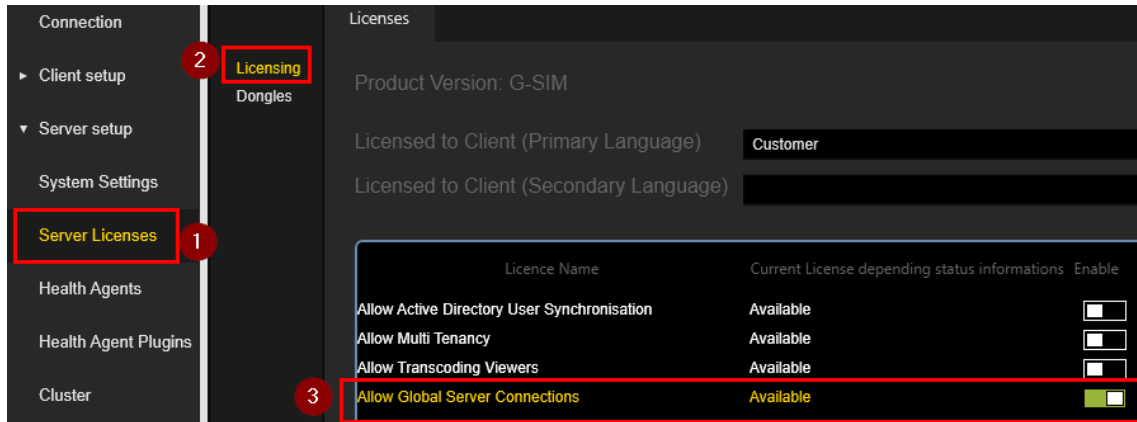 Connection
► Client setup
▼ Server setup
System Settings
Server Licenses
1
Health Agents
Health Agent Plugins
Cluster
2
Licensing
Dongles
Licenses
Product Version: G-SIM
Licensed to Client (Primary Language) Customer
Licensed to Client (Secondary Language)
Licence Name Current License depending status informations Enable
Allow Active Directory User Synchronisation Available
Allow Multi Tenancy Available
Allow Transcoding Viewers Available
3 Allow Global Server Connections Available